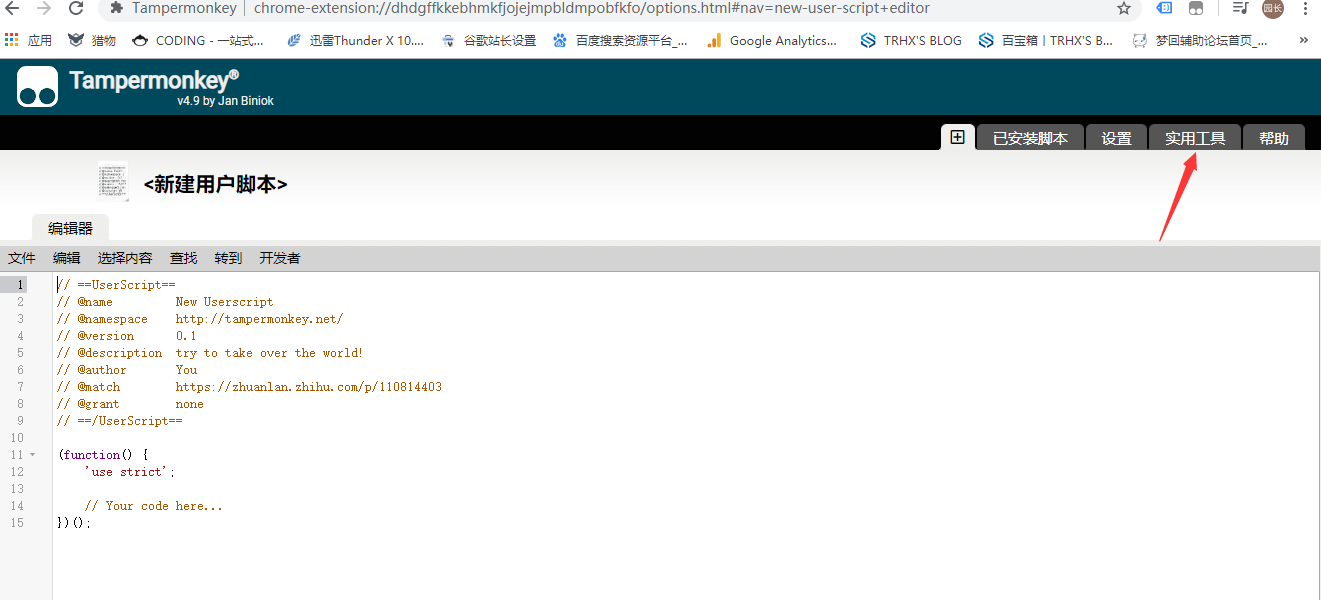 Tampermonkey | chrome-extension://dhdgffkkebhmkfjojejmpbldmpobfkfo/options.html#nav=new-user-script+editor 园长
应用 猎物 CODING - 一站式... 迅雷Thunder X 10.... 谷歌站长设置 百度搜索资源平台_... Google Analytics... TRHX'S BLOG 百宝箱丨TRHX'S B... 梦回辅助论坛首页_... »
Tampermonkey®
v4.9 by Jan Biniok
已安装脚本 设置 实用工具 帮助
<新建用户脚本>
编辑器
文件 编辑 选择内容 查找 转到 开发者
1 // ==UserScript==
2 // @name New Userscript
3 // @namespace http://tampermonkey.net/
4 // @version 0.1
5 // @description try to take over the world!
6 // @author You
7 // @match https://zhuanlan.zhihu.com/p/110814403
8 // @grant none
9 // ==/UserScript==
10
11 (function() {
12 'use strict';
13
14 // Your code here...
15 })();